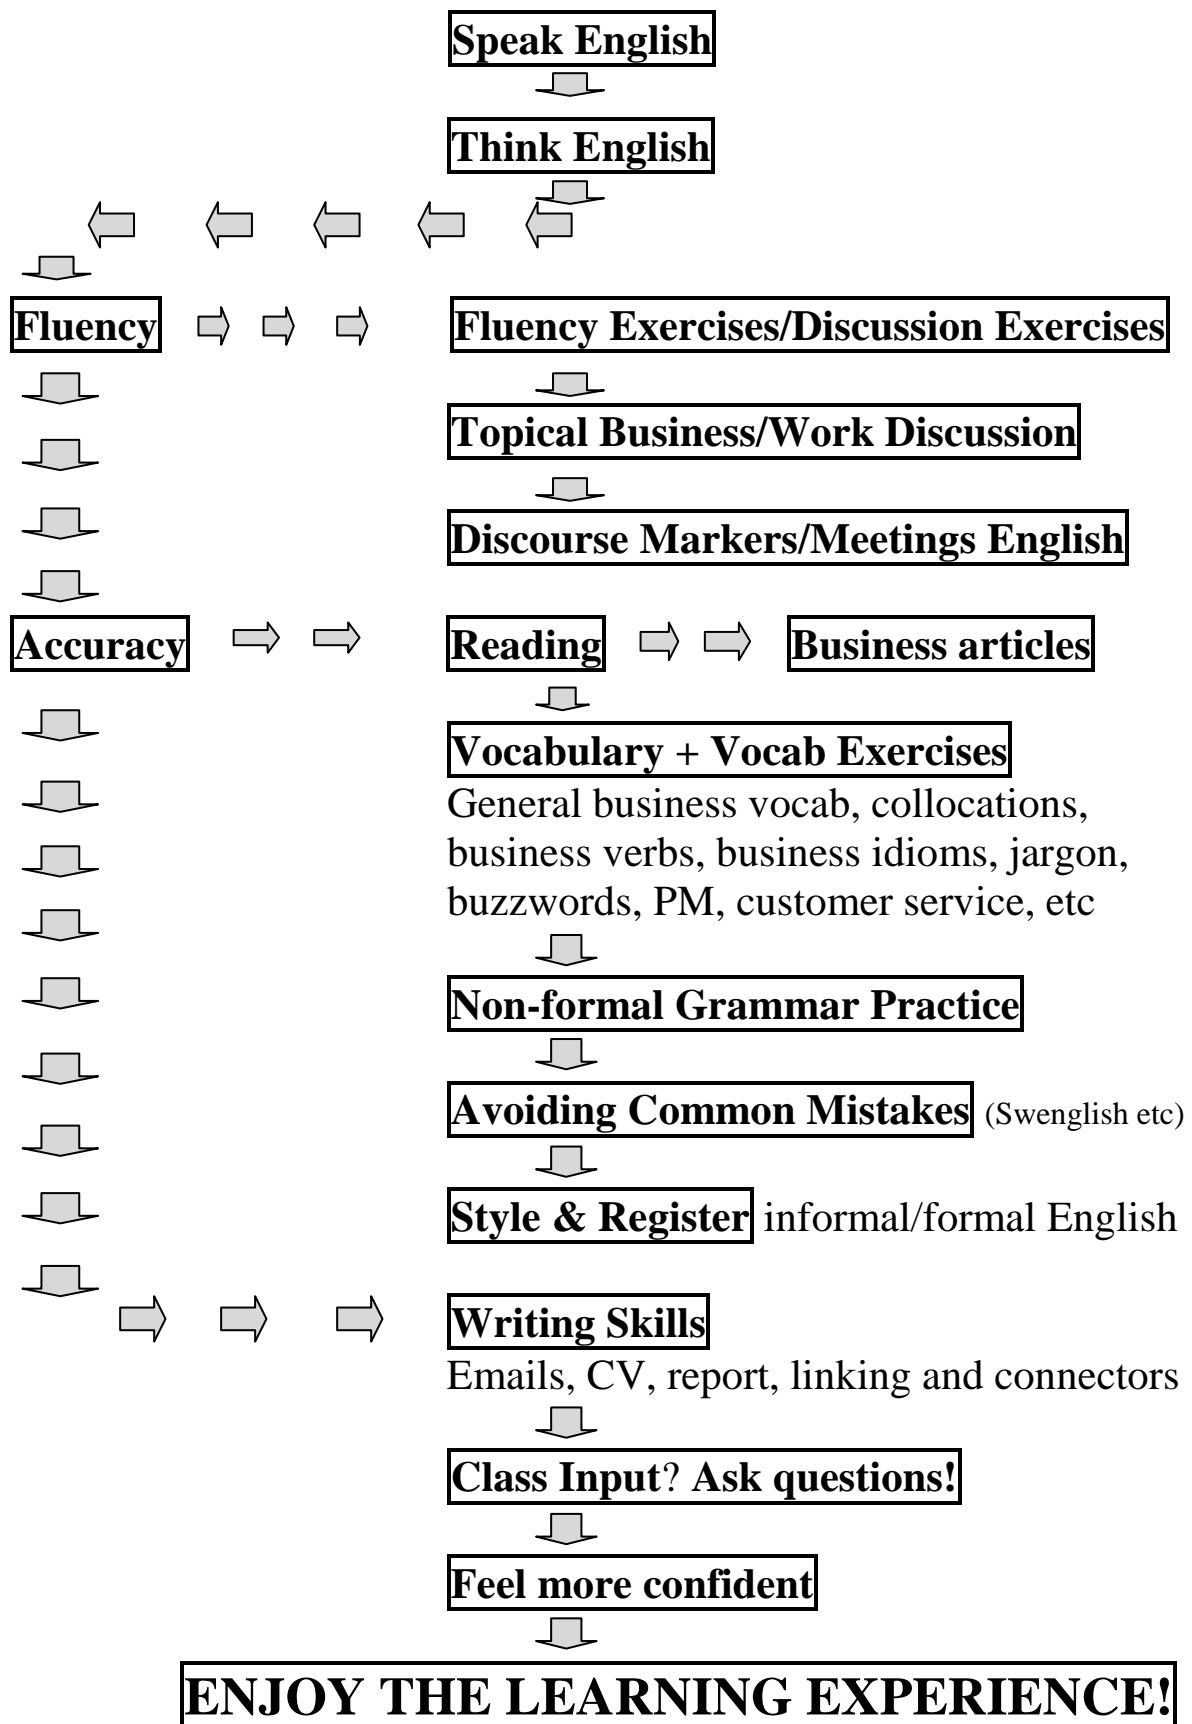 Speak English
Think English
Fluency
Fluency Exercises/Discussion Exercises
Topical Business/Work Discussion
Discourse Markers/Meetings English
Accuracy
Reading
Business articles
Vocabulary + Vocab Exercises
General business vocab, collocations,
business verbs, business idioms, jargon,
buzzwords, PM, customer service, etc
Non-formal Grammar Practice
Avoiding Common Mistakes (Swenglish etc)
Style & Register informal/formal English
Writing Skills
Emails, CV, report, linking and connectors
Class Input? Ask questions!
Feel more confident
ENJOY THE LEARNING EXPERIENCE!